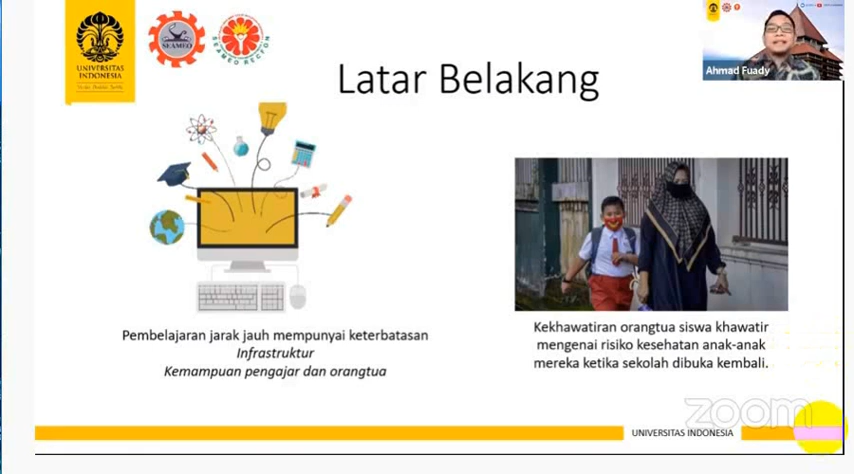 UNIVERSITAS
INDONESIA
SEAMEO
SEAMEO RECFON
Latar Belakang
Ahmad Fuady
Pembelajaran jarak jauh mempunyai keterbatasan
Infrastruktur
Kemampuan pengajar dan orangtua
Kekhawatiran orangtua siswa khawatir
mengenai risiko kesehatan anak-anak
mereka ketika sekolah dibuka kembali.
zoom
UNIVERSITAS INDONESIA